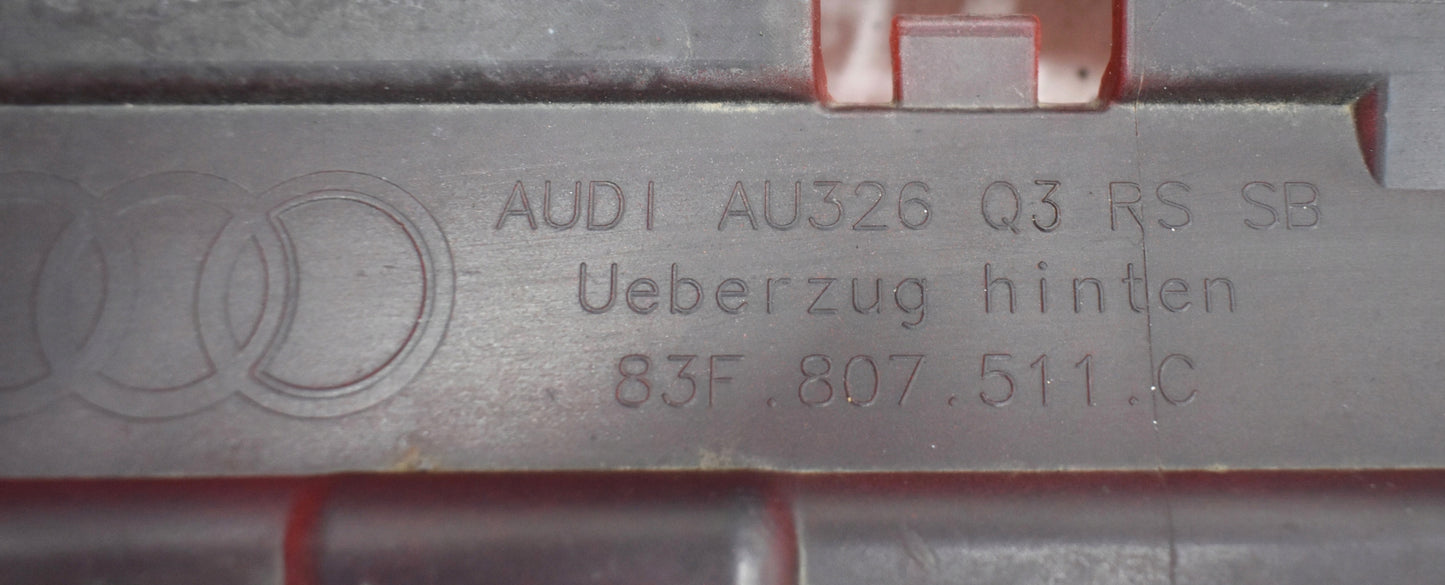 AUDI AU326 Q3 RS SB
Ueberzug hinten
83F.807.511.C